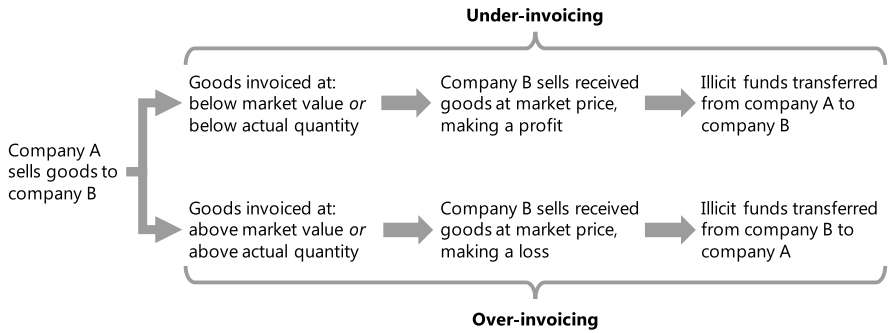 Under-invoicing
Goods invoiced at:
below market value or
below actual quantity
Company B sells received
goods at market price,
making a profit
Illicit funds transferred
from company A to
company B
Company A
sells goods to
company B
Goods invoiced at:
above market value or
above actual quantity
Company B sells received
goods at market price,
making a loss
Illicit funds transferred
from company B to
company A
Over-invoicing